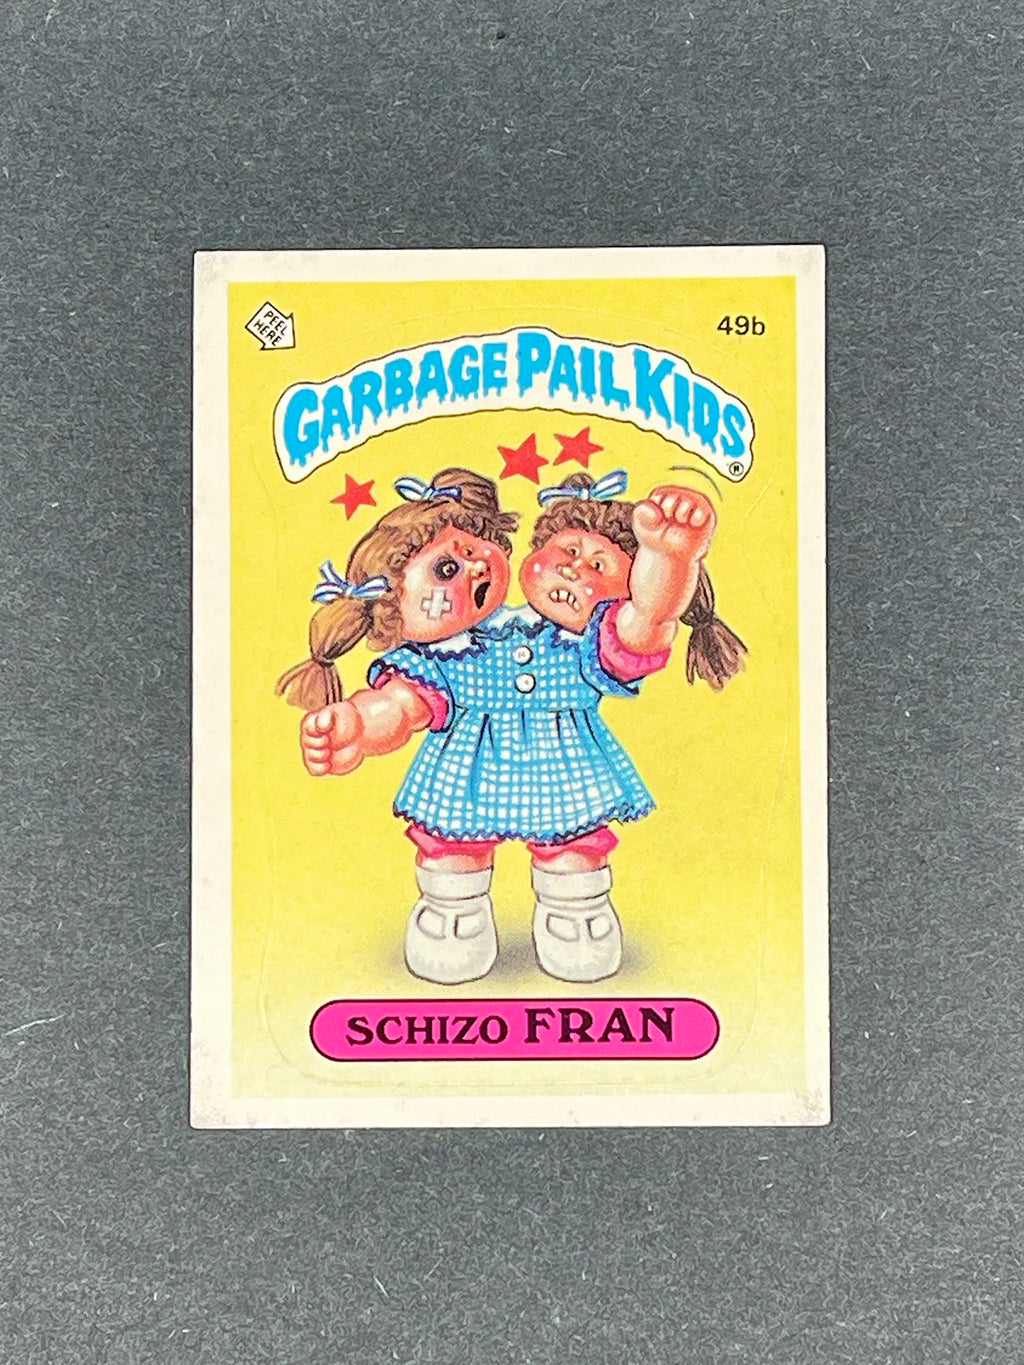 PEEL
HERE
49b
GARBAGE PAIL KIDS
®
SCHIZO FRAN